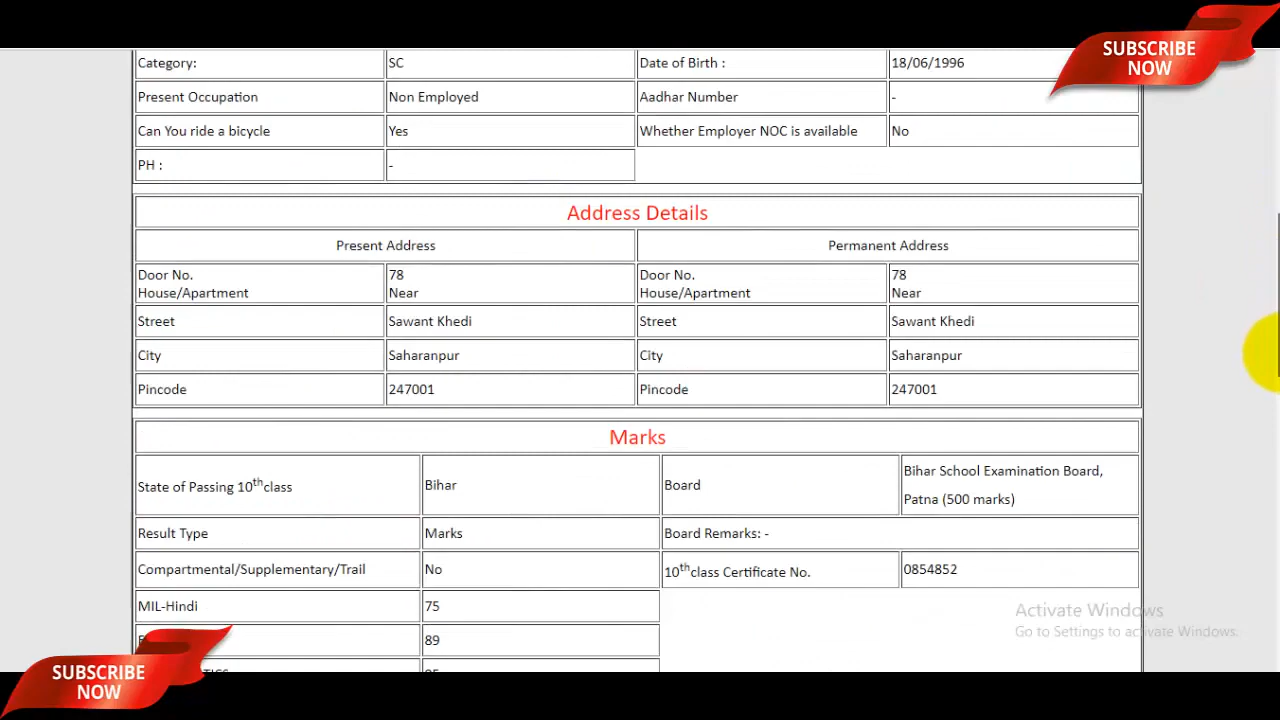 SUBSCRIBE
NOW
Category: SC Date of Birth : 18/06/1996
Present Occupation Non Employed Aadhar Number -
Can You ride a bicycle Yes Whether Employer NOC is available No
PH : -
Address Details
Present Address Permanent Address
Door No. 78 Door No. 78
House/Apartment Near House/Apartment Near
Street Sawant Khedi Street Sawant Khedi
City Saharanpur City Saharanpur
Pincode 247001 Pincode 247001
Marks
State of Passing 10thclass Bihar Board Bihar School Examination Board,
Patna (500 marks)
Result Type Marks Board Remarks: -
Compartmental/Supplementary/Trail No 10thclass Certificate No. 0854852
MIL-Hindi 75
89
Activate Windows
Go to Settings to activate Windows.
SUBSCRIBE
NOW